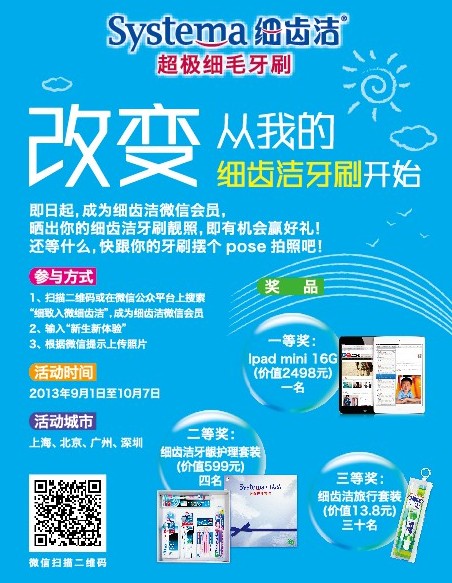 Systema 细齿洁®
超极细毛牙刷
改变 从我的
细齿洁牙刷开始
即日起，成为细齿洁微信会员，
晒出你的细齿洁牙刷靓照，即有机会赢好礼！
还等什么，快跟你的牙刷摆个 pose 拍照吧！
参与方式
1、扫描二维码或在微信公众平台上搜索
“细致入微细齿洁”，成为细齿洁微信会员
2、输入“新生新体验”
3、根据微信提示上传照片
活动时间
2013年9月1日至10月7日
活动城市
上海、北京、广州、深圳
微信扫描二维码
奖 品
一等奖：
Ipad mini 16G
(价值2498元)
一名
二等奖：
细齿洁牙龈护理套装
(价值599元)
四名
Systema
三等奖：
细齿洁旅行套装
(价值13.8元)
三十名